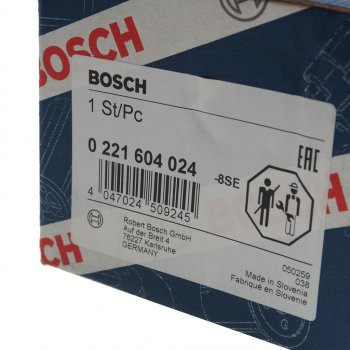 BOSCH
BOSCH
1 St/Pc
0 221 604 024
-8SE
EAC
4 047024 509245
Robert Bosch GmbH
Auf der Breit 4
76227 Karlsruhe
GERMANY
050259
038
Made in Slovenia
Fabriqué en Slovénie
BOSCH